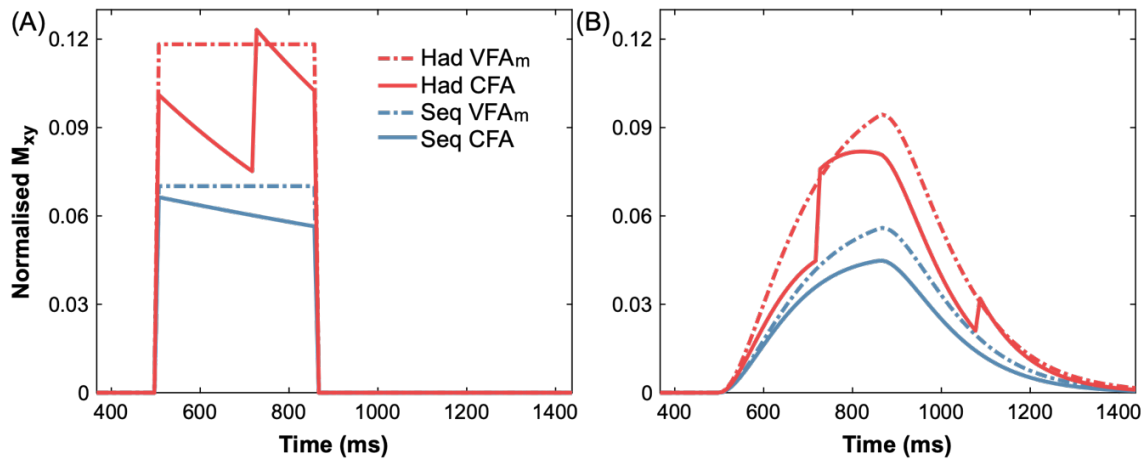 (A)
(B)
Normalised Mxy
0.12
0.09
0.06
0.03
0
Had VFAm
Had CFA
Seq VFAm
Seq CFA
400 600 800 1000 1200 1400
Time (ms)
0.12
0.09
0.06
0.03
0
400 600 800 1000 1200 1400
Time (ms)